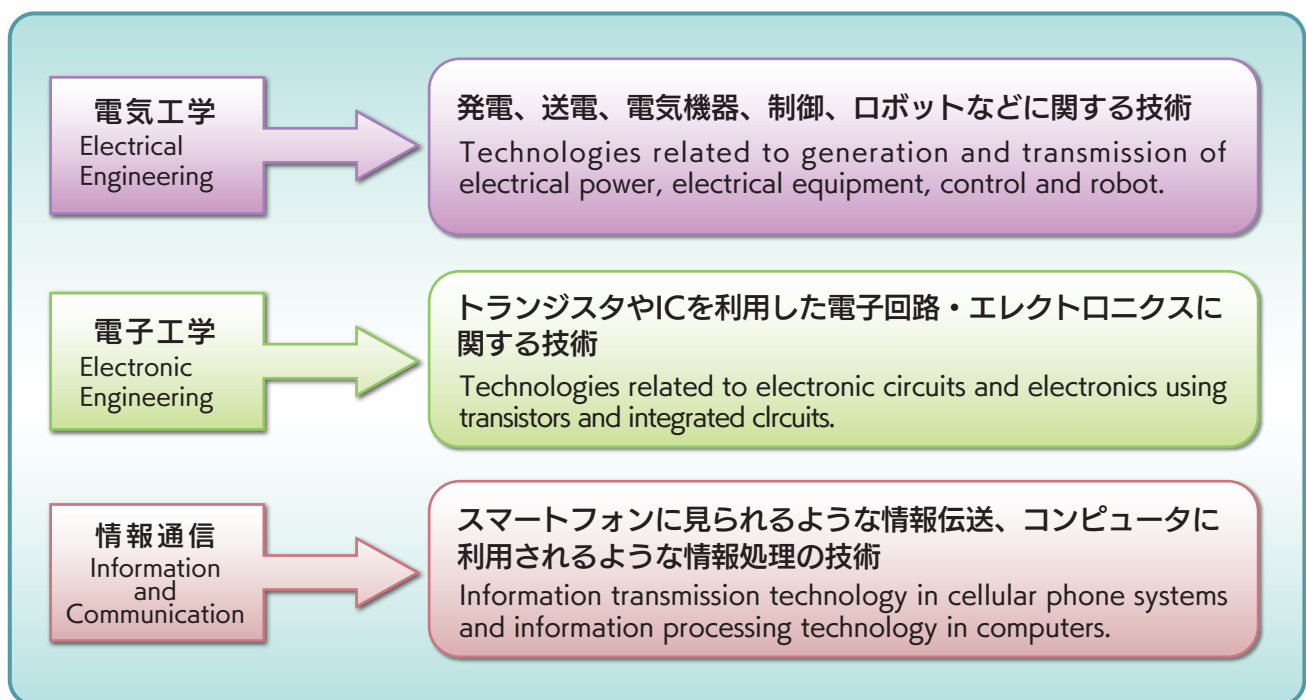 電気工学
Electrical
Engineering
発電、送電、電気機器、制御、ロボットなどに関する技術
Technologies related to generation and transmission of
electrical power, electrical equipment, control and robot.
電子工学
Electronic
Engineering
トランジスタやICを利用した電子回路・エレクトロニクスに
関する技術
Technologies related to electronic circuits and electronics using
transistors and integrated cIrcuits.
情報通信
Information
and
Communication
スマートフォンに見られるような情報伝送、コンピュータに
利用されるような情報処理の技術
Information transmission technology in cellular phone systems
and information processing technology in computers.